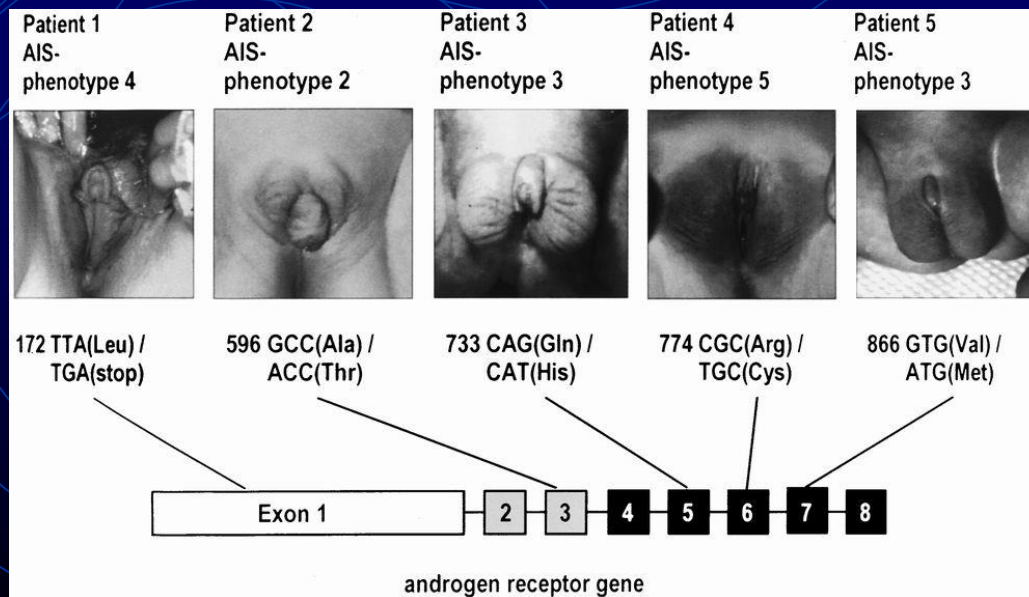 Patient 1
AIS-
phenotype 4
Patient 2
AIS-
phenotype 2
Patient 3
AIS-
phenotype 3
Patient 4
AIS-
phenotype 5
Patient 5
AIS-
phenotype 3
172 TTA(Leu) /
TGA(stop)
596 GCC(Ala) /
ACC(Thr)
733 CAG(Gln) /
CAT(His)
774 CGC(Arg) /
TGC(Cys)
866 GTG(Val) /
ATG(Met)
Exon 1 2 3 4 5 6 7 8
androgen receptor gene